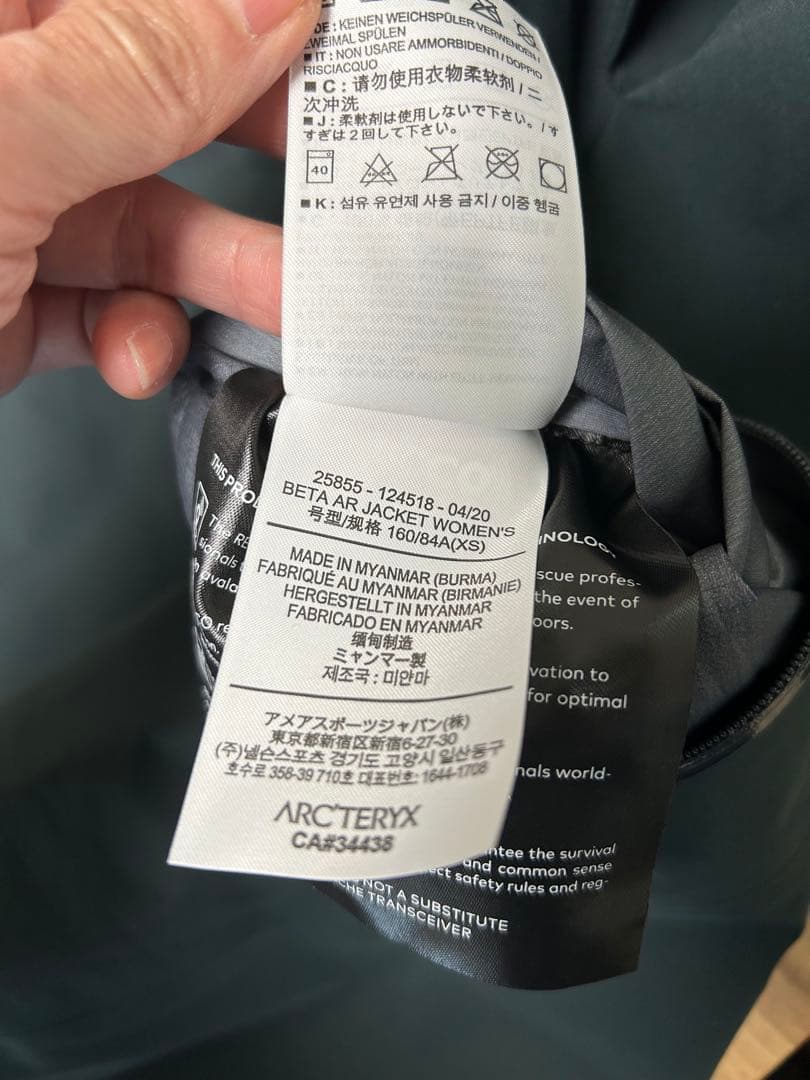 DE : KEINEN WEICHSPÜLER VERWENDEN /
ZWEIMAL SPÜLEN
■ IT : NON USARE AMMORBIDENTI / DOPPIO
RISCIACQUO
■ C : 请勿使用衣物柔软剂 / 二
次冲洗
■ J : 柔軟剤は使用しないで下さい。/ す
すぎは2回して下さい。
40
■ K : 섬유 유연제 사용 금지 / 이중 헹굼
25855 - 124518 - 04/20
BETA AR JACKET WOMEN'S
号型/规格 160/84A(XS)
MADE IN MYANMAR (BURMA)
FABRIQUÉ AU MYANMAR (BIRMANIE)
HERGESTELLT IN MYANMAR
FABRICADO EN MYANMAR
缅甸制造
ミャンマー製
제조국 : 미얀마
アメアスポーツジャパン(株)
東京都新宿区新宿6-27-30
(주)넬슨스포츠 경기도 고양시 일산동구
호수로 358-39 710호 대표번호: 1644-1708
ARC'TERYX
CA#34438
THIS PRO
The RE
sionals
NOLOG
scue profes-
the event of
oors.
vation to
for optimal
nals world-
ntee the survival
and common sense
ct safety rules and reg-
NOT A SUBSTITUTE
CHE TRANSCEIVER